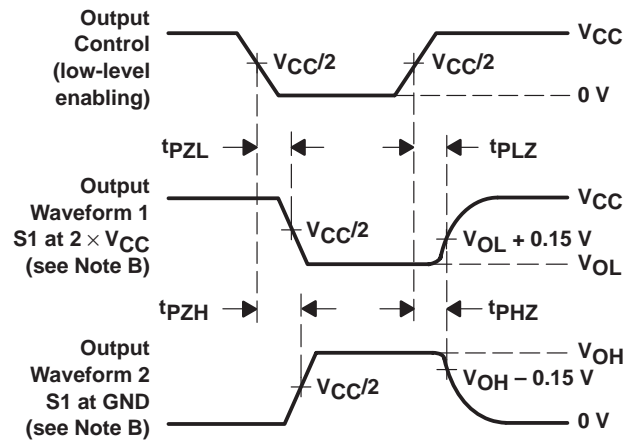 Output
Control
(low-level
enabling)
VCC
VCC/2
VCC/2
0 V
tPZL
tPLZ
Output
Waveform 1
S1 at 2 × VCC
(see Note B)
VCC
VCC/2
VOL + 0.15 V
VOL
tPZH
tPHZ
Output
Waveform 2
S1 at GND
(see Note B)
VOH
VCC/2
VOH – 0.15 V
0 V